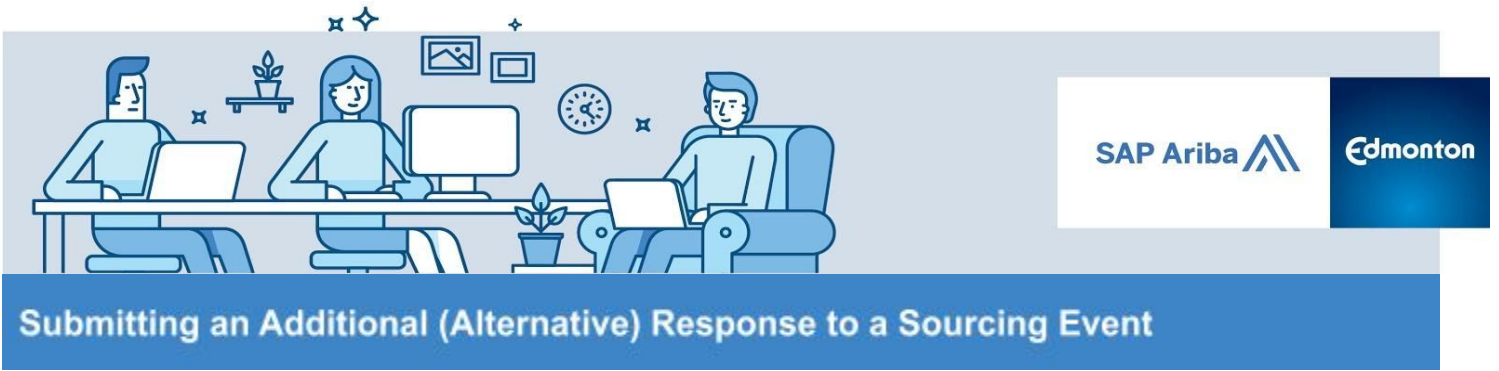 SAP Ariba
Edmonton
Submitting an Additional (Alternative) Response to a Sourcing Event